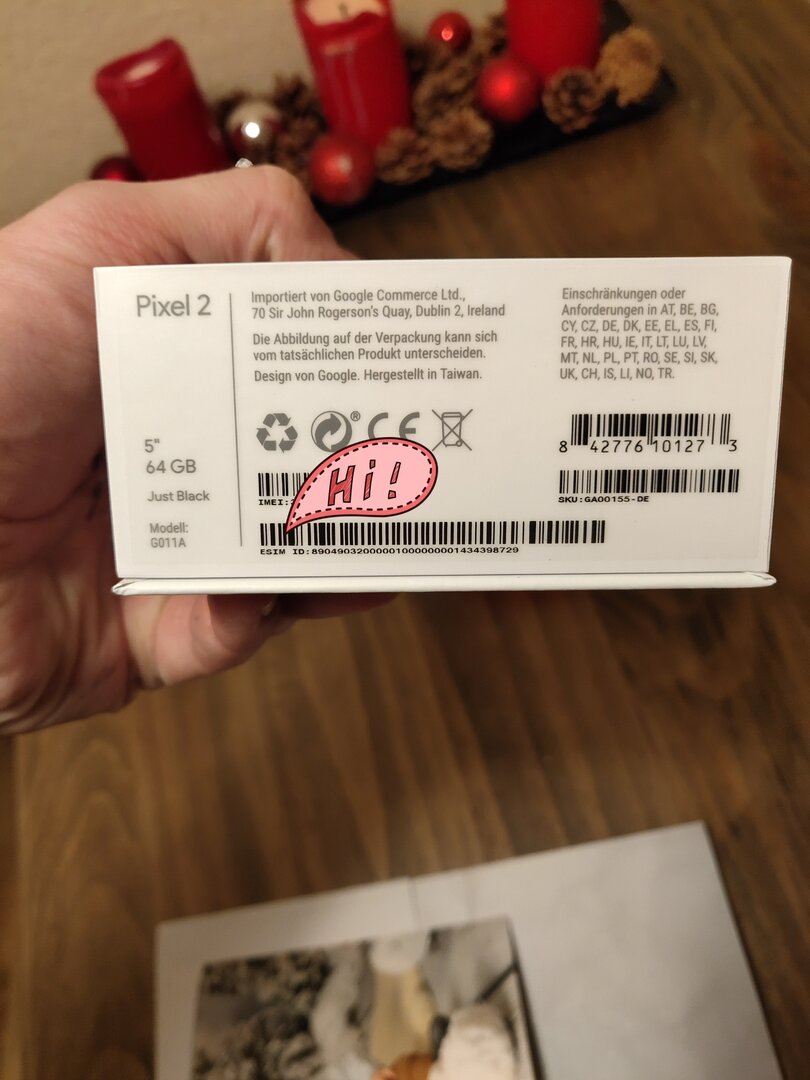 Pixel 2
5"
64 GB
Just Black
Modell:
G011A
Importiert von Google Commerce Ltd.,
70 Sir John Rogerson's Quay, Dublin 2, Ireland
Die Abbildung auf der Verpackung kann sich
vom tatsächlichen Produkt unterscheiden.
Design von Google. Hergestellt in Taiwan.
®
CE
Hi!
IMEI:
ESIM ID:89049032000001000000001434398729
Einschränkungen oder
Anforderungen in AT, BE, BG,
CY, CZ, DE, DK, EE, EL, ES, FI,
FR, HR, HU, IE, IT, LT, LU, LV,
MT, NL, PL, PT, RO, SE, SI, SK,
UK, CH, IS, LI, NO, TR.
8 42776 10127 3
SKU:GA00155-DE